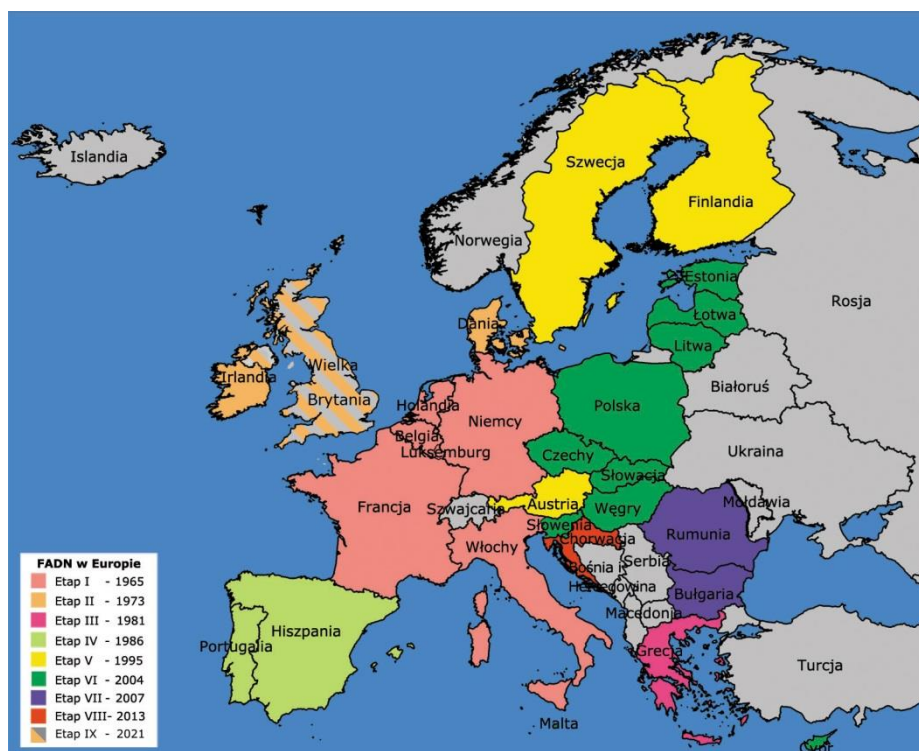 Islandia
Szwecja
Finlandia
Norwegia
Estonia
Rosja
Łotwa
Dania
Litwa
Wielka
Irlandia
Brytania
Białoruś
Holandia
Niemcy
Polska
Belgia
Luksemburg
Czechy
Ukraina
Słowacja
Francja
Szwajcaria
Austria
Węgry
Mołdawia
Słowenia
Chorwacja
Rumunia
Włochy
Serbia
Bośnia i
Hercegowina
Bułgaria
Macedonia
Hiszpania
Portugalia
Grecja
Turcja
Malta
FADN w Europie
Etap I - 1965
Etap II - 1973
Etap III - 1981
Etap IV - 1986
Etap V - 1995
Etap VI - 2004
Etap VII - 2007
Etap VIII- 2013
Etap IX - 2021